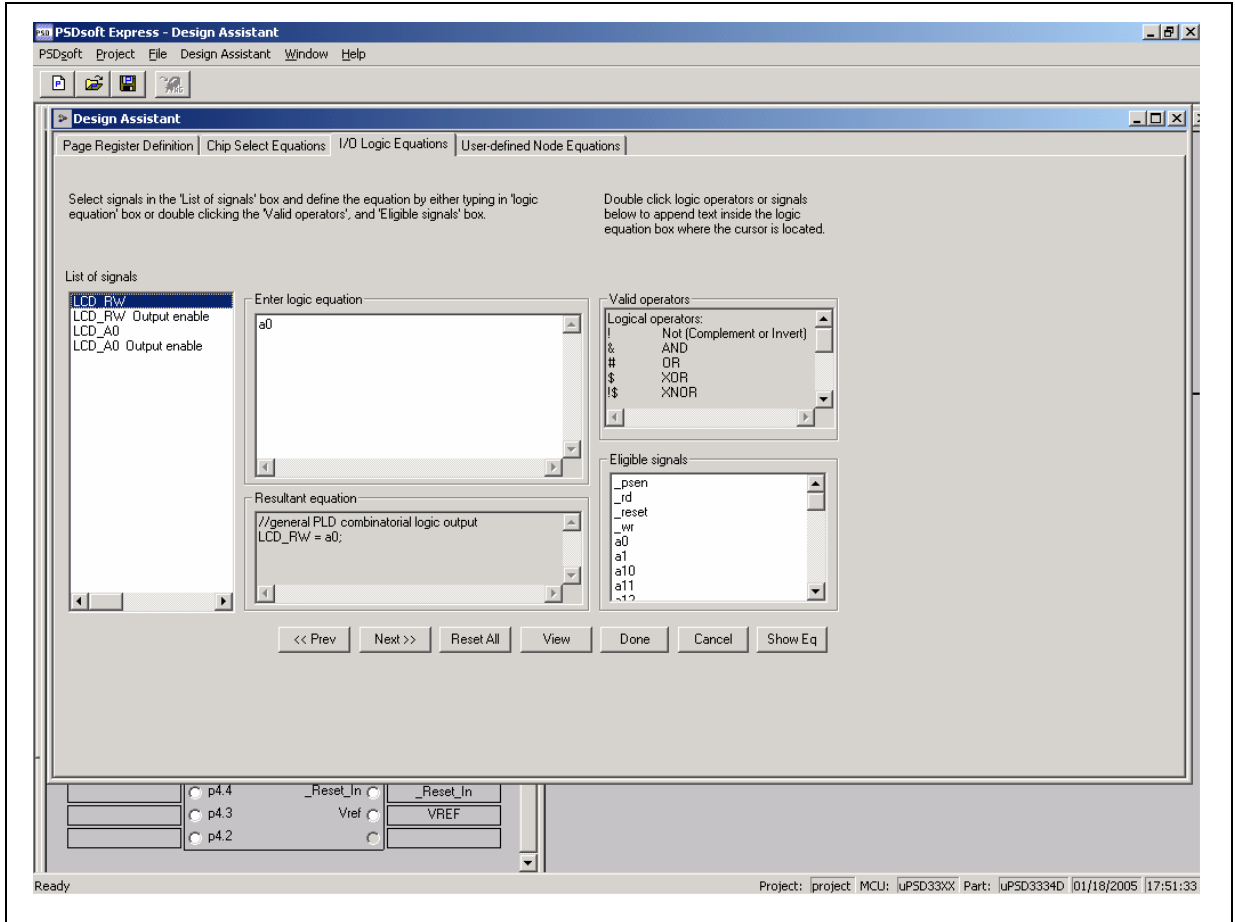 PSD PSDsoft Express - Design Assistant
PSDsoft Project File Design Assistant Window Help
Design Assistant
Page Register Definition Chip Select Equations I/O Logic Equations User-defined Node Equations
Select signals in the 'List of signals' box and define the equation by either typing in 'logic
equation' box or double clicking the 'Valid operators', and 'Eligible signals' box.
Double click logic operators or signals
below to append text inside the logic
equation box where the cursor is located.
List of signals
LCD_RW
LCD_RW Output enable
LCD_A0
LCD_A0 Output enable
Enter logic equation
a0
Resultant equation
//general PLD combinatorial logic output
LCD_RW = a0;
Valid operators
Logical operators:
! Not (Complement or Invert)
& AND
# OR
$ XOR
!$ XNOR
Eligible signals
_psen
_rd
_reset
_wr
a0
a1
a10
a11
a12
<< Prev Next >> Reset All View Done Cancel Show Eq
p4.4 _Reset_In _Reset_In
p4.3 Vref VREF
p4.2
Ready Project: project MCU: uPSD33XX Part: uPSD3334D 01/18/2005 17:51:33